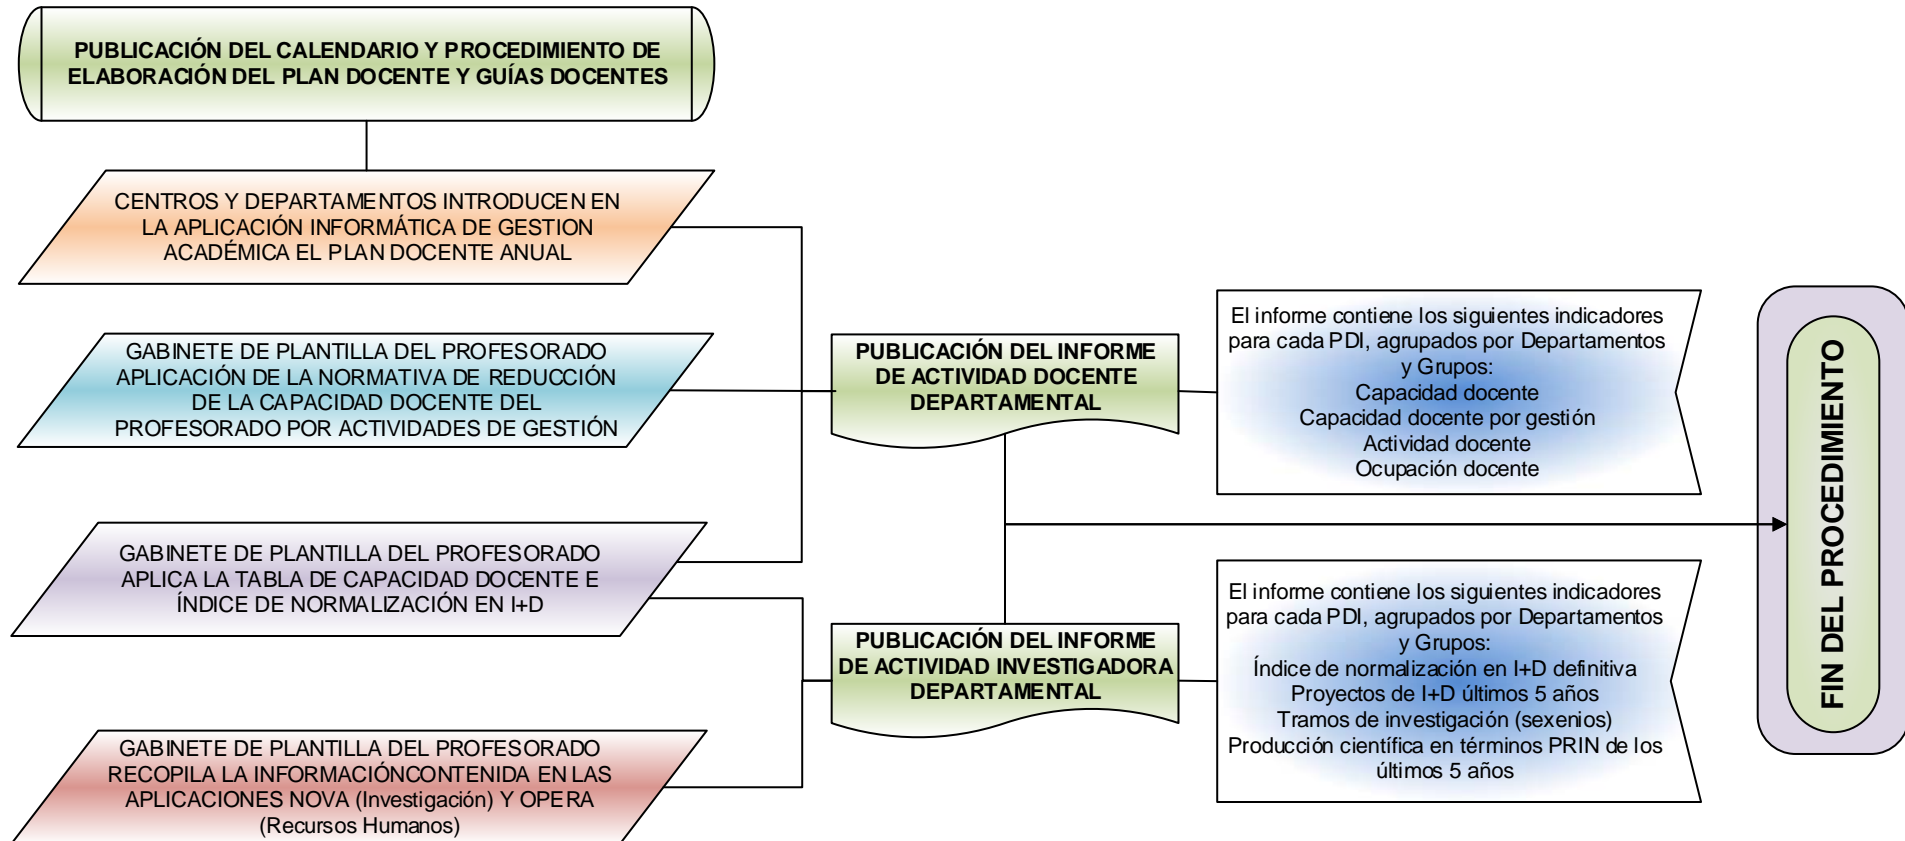 PUBLICACIÓN DEL CALENDARIO Y PROCEDIMIENTO DE
ELABORACIÓN DEL PLAN DOCENTE Y GUÍAS DOCENTES
CENTROS Y DEPARTAMENTOS INTRODUCEN EN
LA APLICACIÓN INFORMÁTICA DE GESTION
ACADÉMICA EL PLAN DOCENTE ANUAL
GABINETE DE PLANTILLA DEL PROFESORADO
APLICACIÓN DE LA NORMATIVA DE REDUCCIÓN
DE LA CAPACIDAD DOCENTE DEL
PROFESORADO POR ACTIVIDADES DE GESTIÓN
GABINETE DE PLANTILLA DEL PROFESORADO
APLICA LA TABLA DE CAPACIDAD DOCENTE E
ÍNDICE DE NORMALIZACIÓN EN I+D
GABINETE DE PLANTILLA DEL PROFESORADO
RECOPILA LA INFORMACIÓNCONTENIDA EN LAS
APLICACIONES NOVA (Investigación) Y OPERA
(Recursos Humanos)
PUBLICACIÓN DEL INFORME
DE ACTIVIDAD DOCENTE
DEPARTAMENTAL
PUBLICACIÓN DEL INFORME
DE ACTIVIDAD INVESTIGADORA
DEPARTAMENTAL
El informe contiene los siguientes indicadores
para cada PDI, agrupados por Departamentos
y Grupos:
Capacidad docente
Capacidad docente por gestión
Actividad docente
Ocupación docente
El informe contiene los siguientes indicadores
para cada PDI, agrupados por Departamentos
y Grupos:
Índice de normalización en I+D definitiva
Proyectos de I+D últimos 5 años
Tramos de investigación (sexenios)
Producción científica en términos PRIN de los
últimos 5 años
FIN DEL PROCEDIMIENTO